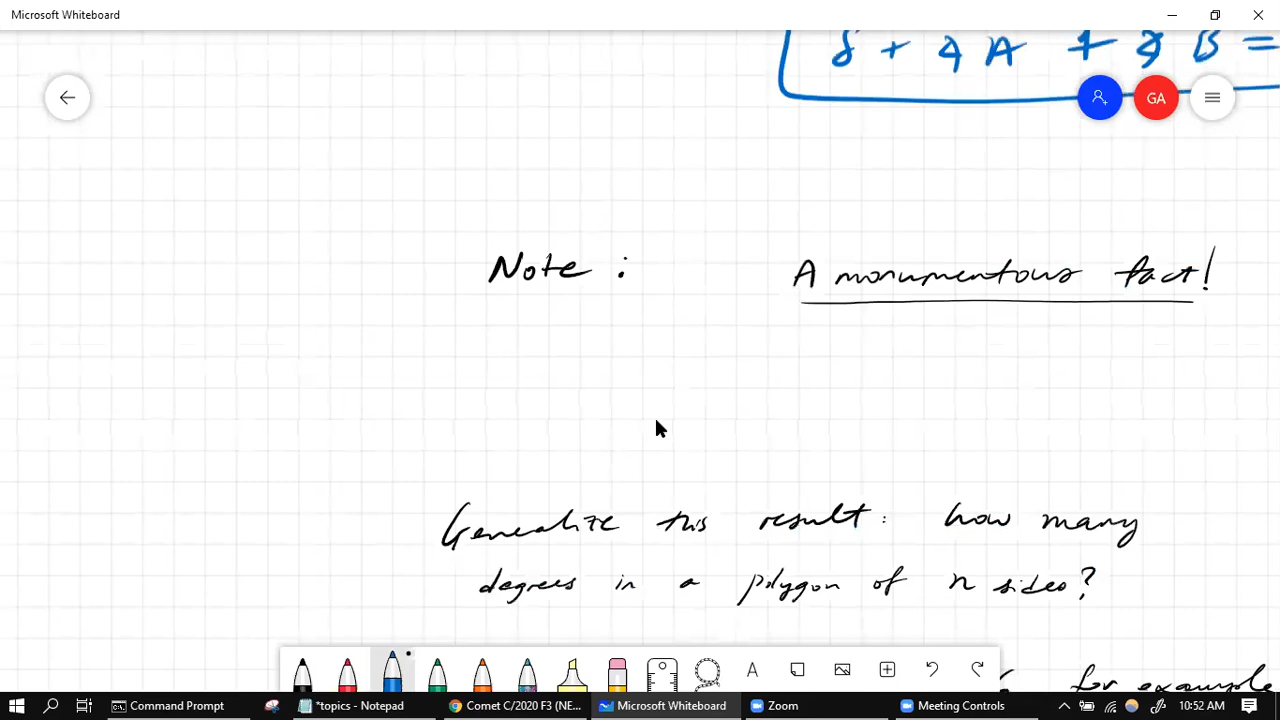 Microsoft Whiteboard
GA
Note : A monumentous fact!
Generalize this result: how many
degrees in a polygon of n sides?
for example
A
Command Prompt
*topics - Notepad
Comet C/2020 F3 (NE...
Microsoft Whiteboard
Zoom
Meeting Controls
10:52 AM